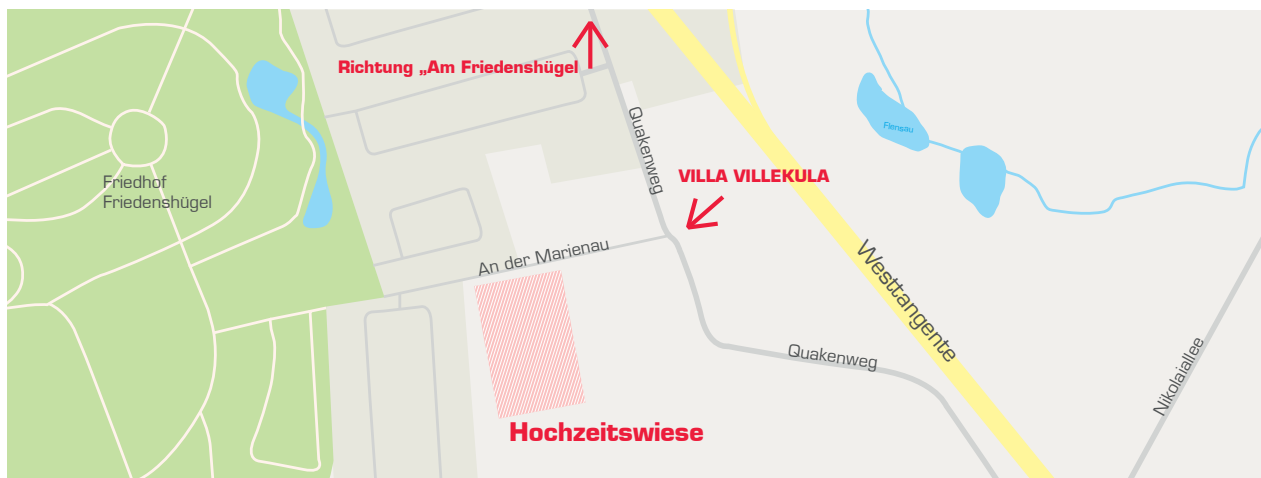 Richtung „Am Friedenshügel
Flensau
Quakenweg
VILLA VILLEKULA
Friedhof
Friedenshügel
An der Marienau
Westtangente
Quakenweg
Nikolaiallee
Hochzeitswiese